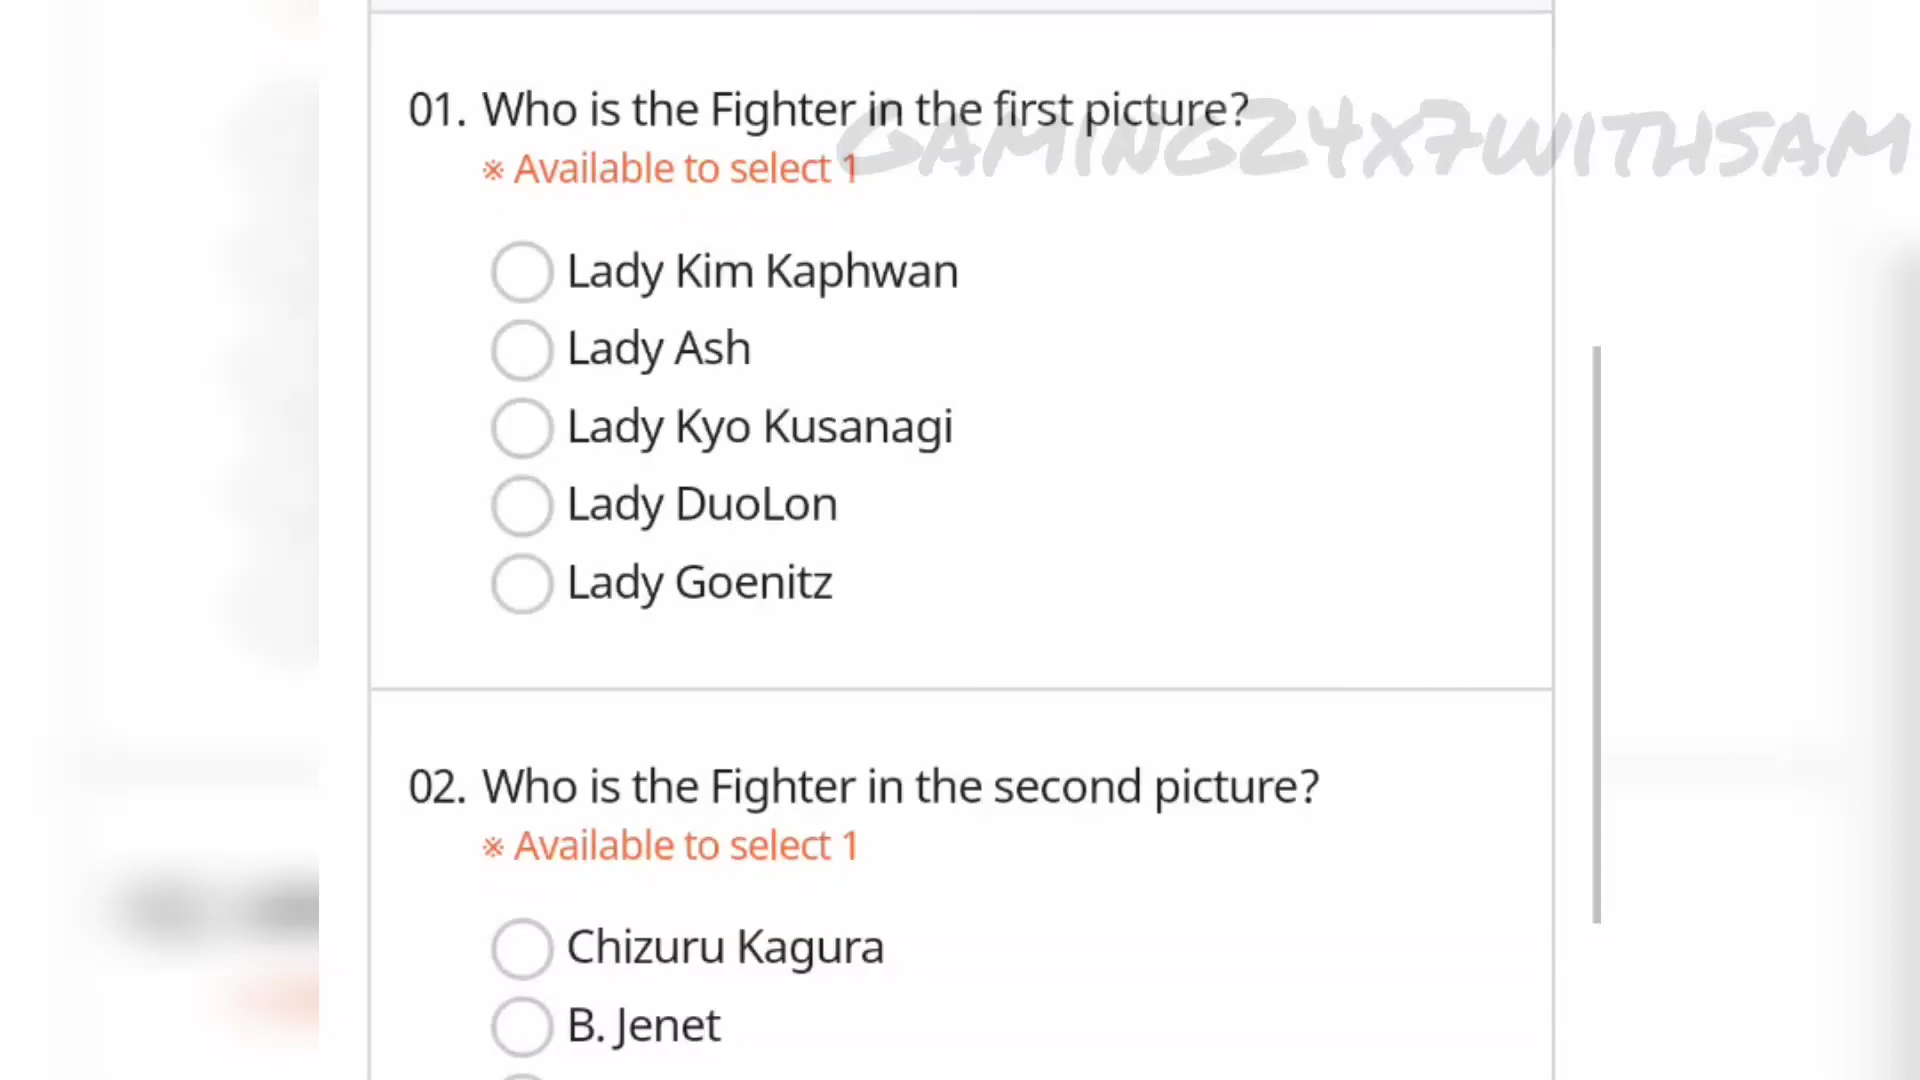 01. Who is the Fighter in the first picture?
GAMING24X7WITHSAM
※ Available to select 1
Lady Kim Kaphwan
Lady Ash
Lady Kyo Kusanagi
Lady DuoLon
Lady Goenitz
02. Who is the Fighter in the second picture?
※ Available to select 1
Chizuru Kagura
B. Jenet